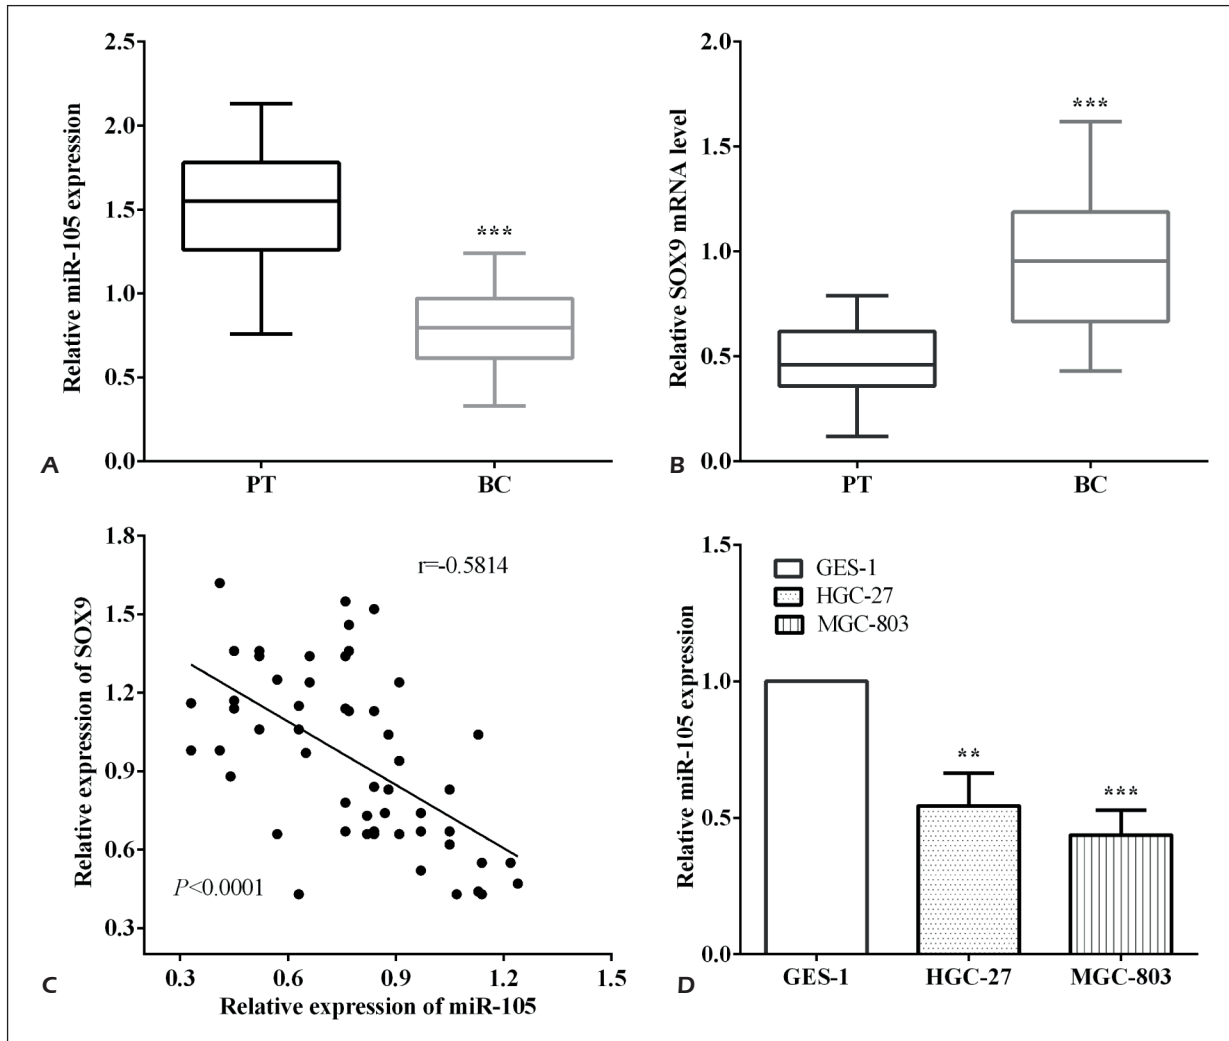 2.5
2.0
1.5
1.0
0.5
0.0
Relative miR-105 expression
***
PT
BC
A
2.0
1.5
1.0
0.5
0.0
Relative SOX9 mRNA level
***
PT
BC
B
1.8
1.5
1.2
0.9
0.6
0.3
Relative expression of SOX9
r=-0.5814
P<0.0001
0.3
0.6
0.9
1.2
1.5
Relative expression of miR-105
C
1.5
1.0
0.5
0.0
Relative miR-105 expression
GES-1
HGC-27
MGC-803
**
***
GES-1
HGC-27
MGC-803
D